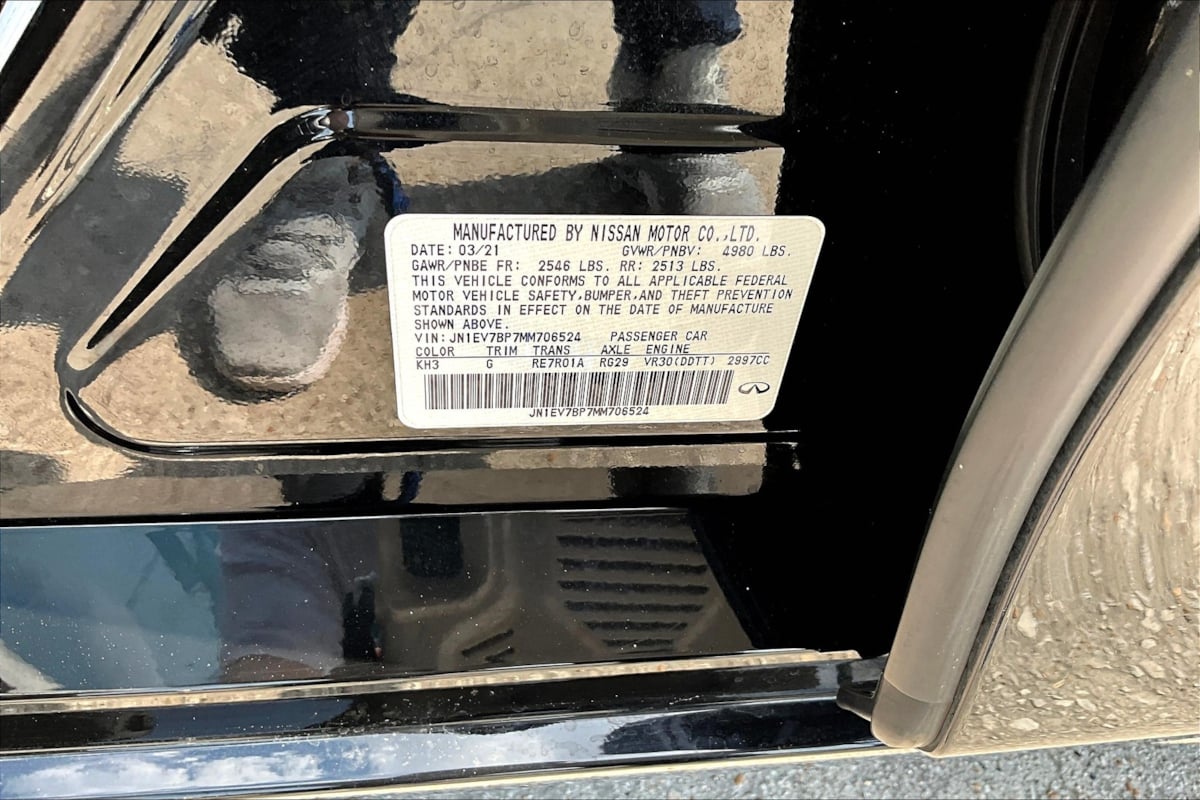 MANUFACTURED BY NISSAN MOTOR CO.,LTD.
DATE: 03/21 GVWR/PNBV: 4980 LBS.
GAWR/PNBE FR: 2546 LBS. RR: 2513 LBS.
THIS VEHICLE CONFORMS TO ALL APPLICABLE FEDERAL
MOTOR VEHICLE SAFETY,BUMPER,AND THEFT PREVENTION
STANDARDS IN EFFECT ON THE DATE OF MANUFACTURE
SHOWN ABOVE.
VIN: JN1EV7BP7MM706524 PASSENGER CAR
COLOR TRIM TRANS AXLE ENGINE
KH3 G RE7R01A RG29 VR30(DDTT) 2997CC
JN1EV7BP7MM706524